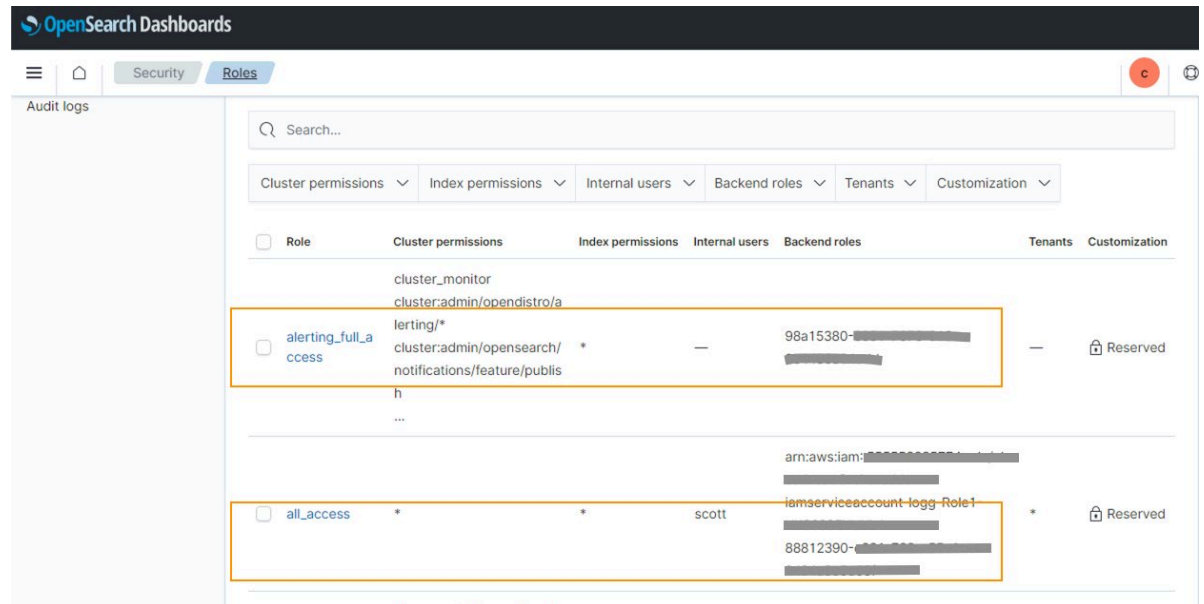 OpenSearch Dashboards
Security Roles
c
Audit logs
Search...
Cluster permissions Index permissions Internal users Backend roles Tenants Customization
Role Cluster permissions Index permissions Internal users Backend roles Tenants Customization
cluster_monitor
cluster:admin/opendistro/a
lerting/*
alerting_full_a
ccess
cluster:admin/opensearch/
notifications/feature/publis
h
...
*
—
98a15380-
—
Reserved
all_access
*
*
scott
arn:aws:iam:
iamserviceaccount-logg-Role1-
88812390-
*
Reserved